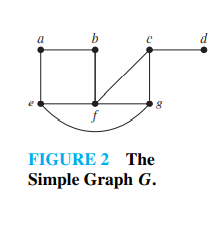 a b c d
e f g
FIGURE 2 The
Simple Graph G.